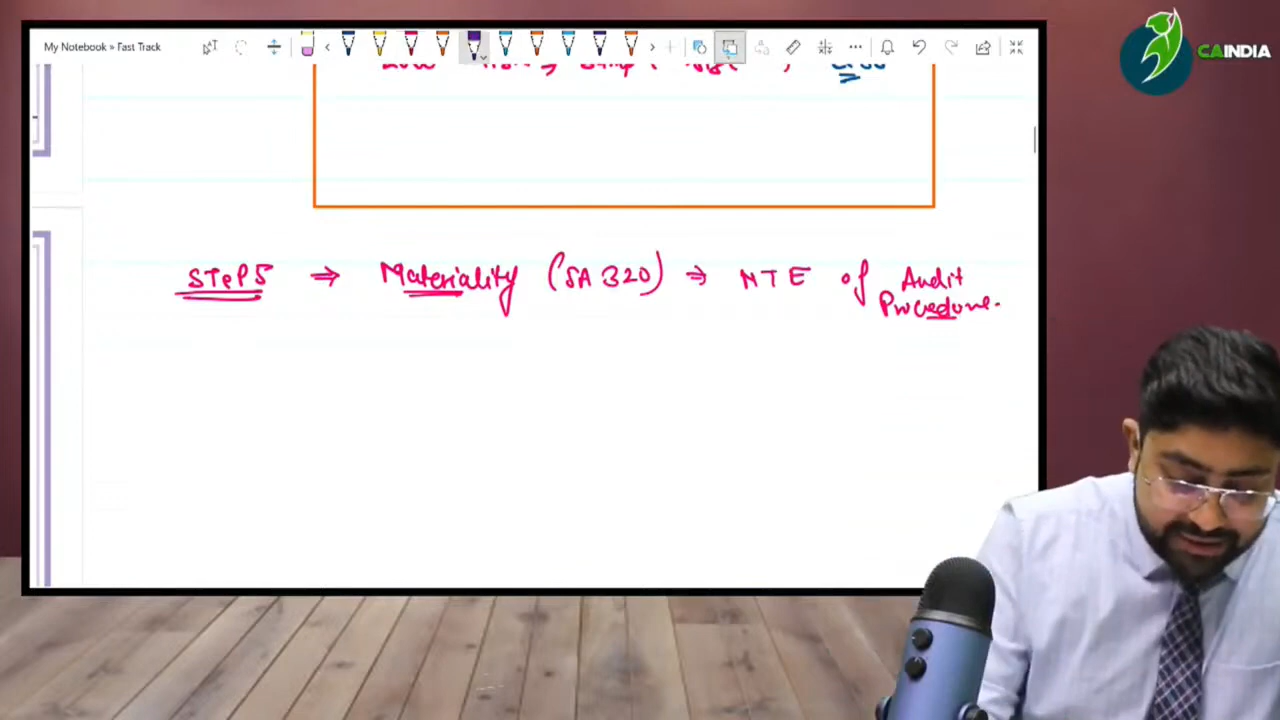 My Notebook » Fast Track
CAINDIA
STEP 5 ⇒ Materiality (SA 320) ⇒ NTE of Audit
Procedure.